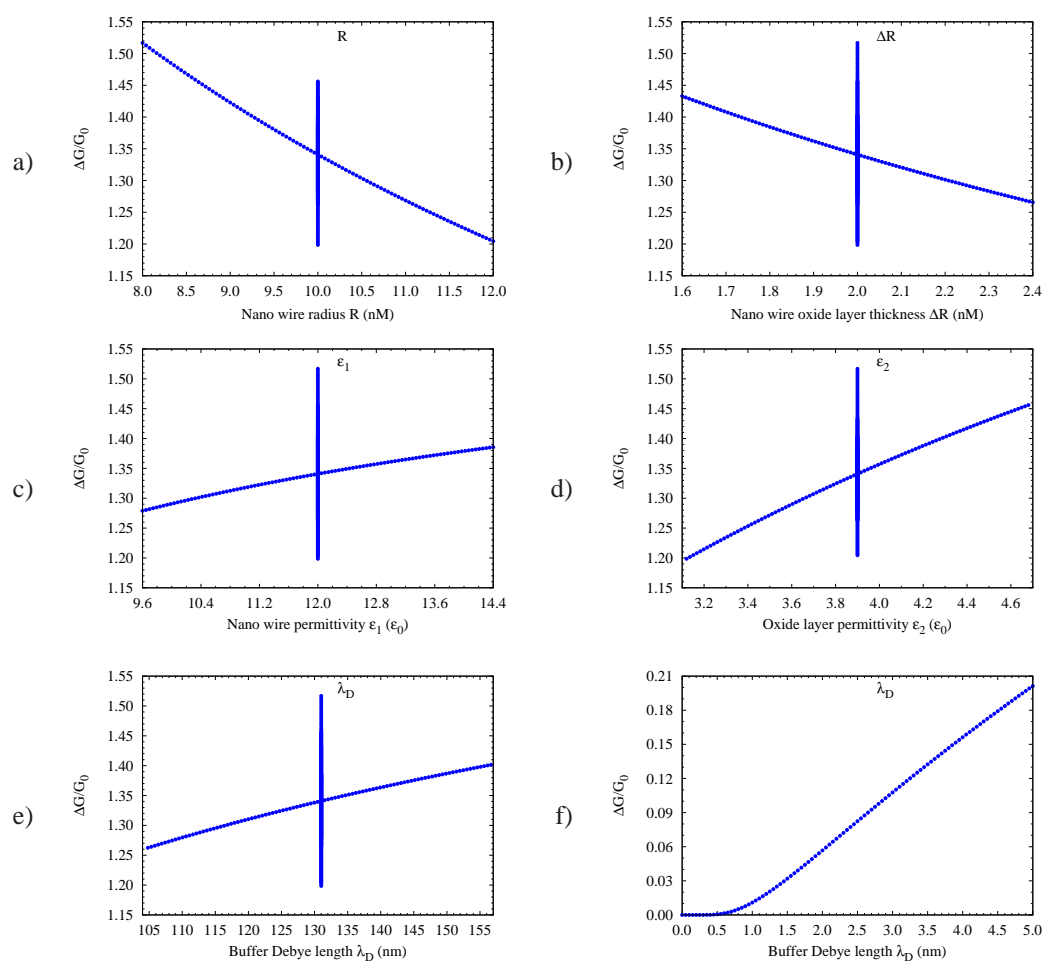 a)
R
ΔG/G0
1.55
1.50
1.45
1.40
1.35
1.30
1.25
1.20
1.15
8.0 8.5 9.0 9.5 10.0 10.5 11.0 11.5 12.0
Nano wire radius R (nM)
b)
ΔR
ΔG/G0
1.55
1.50
1.45
1.40
1.35
1.30
1.25
1.20
1.15
1.6 1.7 1.8 1.9 2.0 2.1 2.2 2.3 2.4
Nano wire oxide layer thickness ΔR (nM)
c)
ε1
ΔG/G0
1.55
1.50
1.45
1.40
1.35
1.30
1.25
1.20
1.15
9.6 10.4 11.2 12.0 12.8 13.6 14.4
Nano wire permittivity ε1 (ε0)
d)
ε2
ΔG/G0
1.55
1.50
1.45
1.40
1.35
1.30
1.25
1.20
1.15
3.2 3.4 3.6 3.8 4.0 4.2 4.4 4.6
Oxide layer permittivity ε2 (ε0)
e)
λD
ΔG/G0
1.55
1.50
1.45
1.40
1.35
1.30
1.25
1.20
1.15
105 110 115 120 125 130 135 140 145 150 155
Buffer Debye length λD (nm)
f)
λD
ΔG/G0
0.21
0.18
0.15
0.12
0.09
0.06
0.03
0.00
0.0 0.5 1.0 1.5 2.0 2.5 3.0 3.5 4.0 4.5 5.0
Buffer Debye length λD (nm)